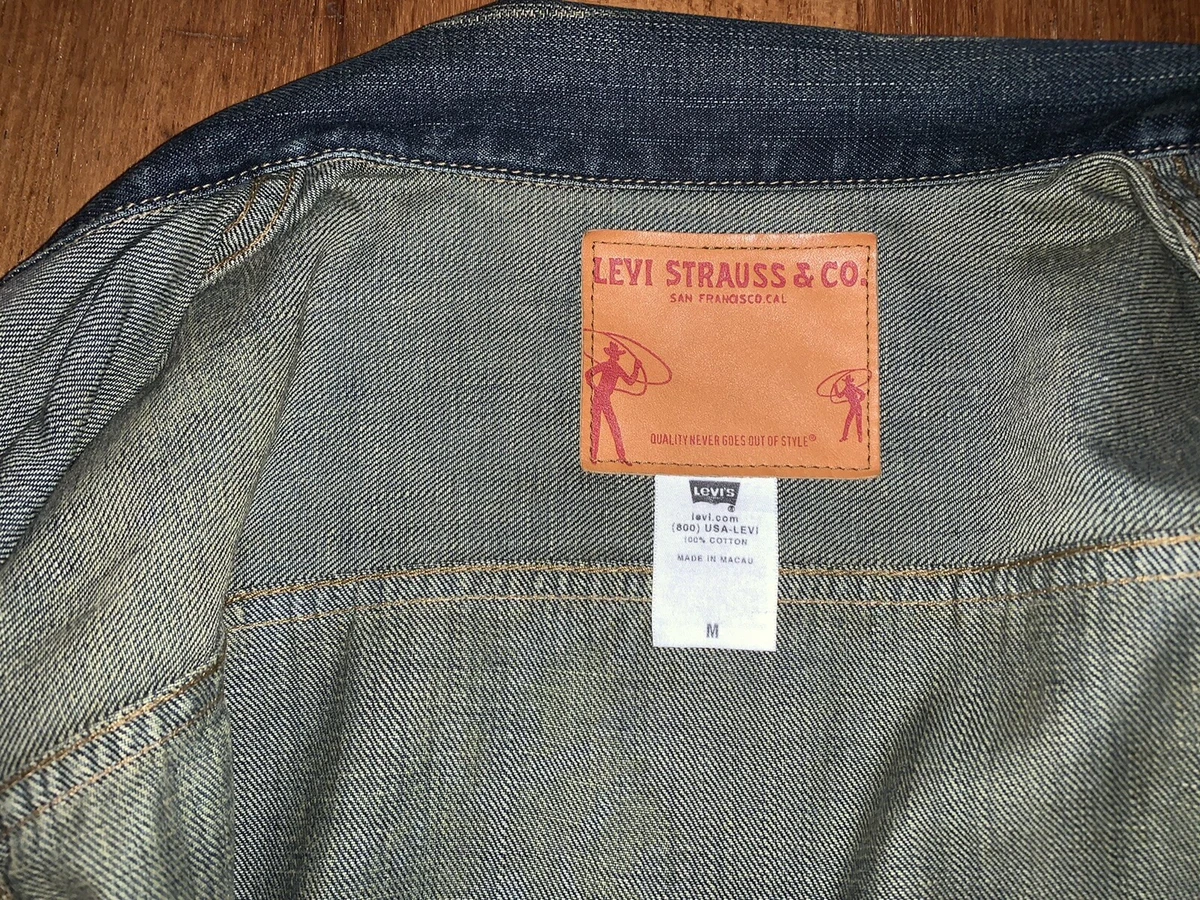 LEVI STRAUSS & CO.
SAN FRANCISCO.CAL
QUALITY NEVER GOES OUT OF STYLE®
Levi's®
levi.com
(800) USA-LEVI
100% COTTON
MADE IN MACAU
M